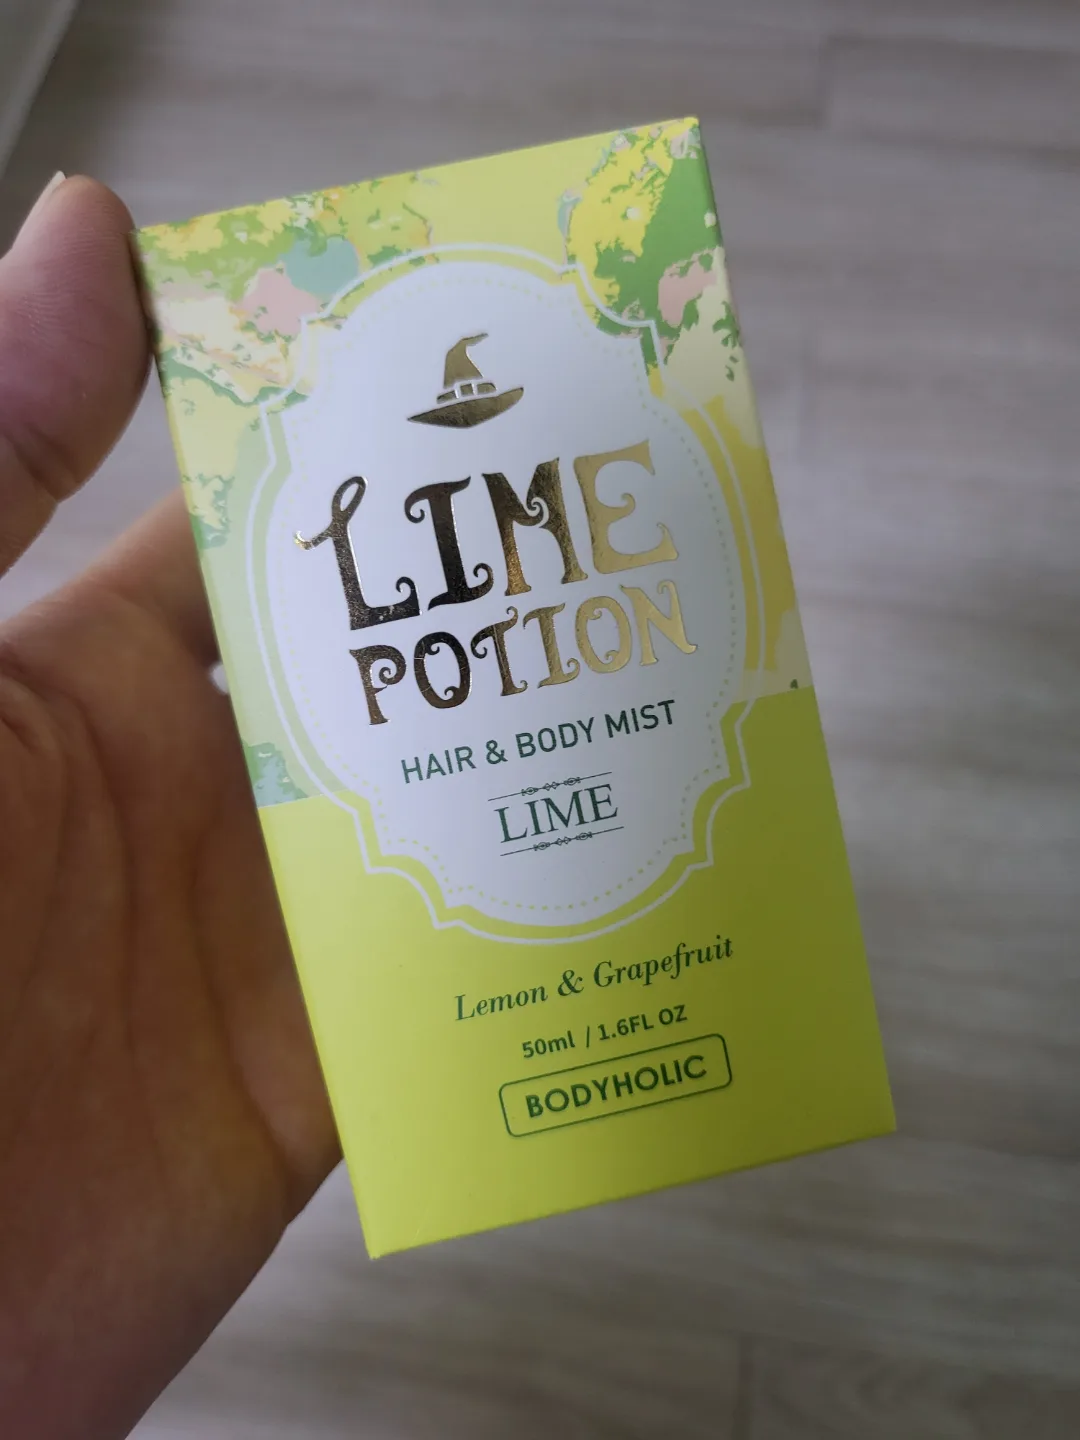 LIME
POTION
HAIR & BODY MIST
LIME
Lemon & Grapefruit
50ml / 1.6FL OZ
BODYHOLIC